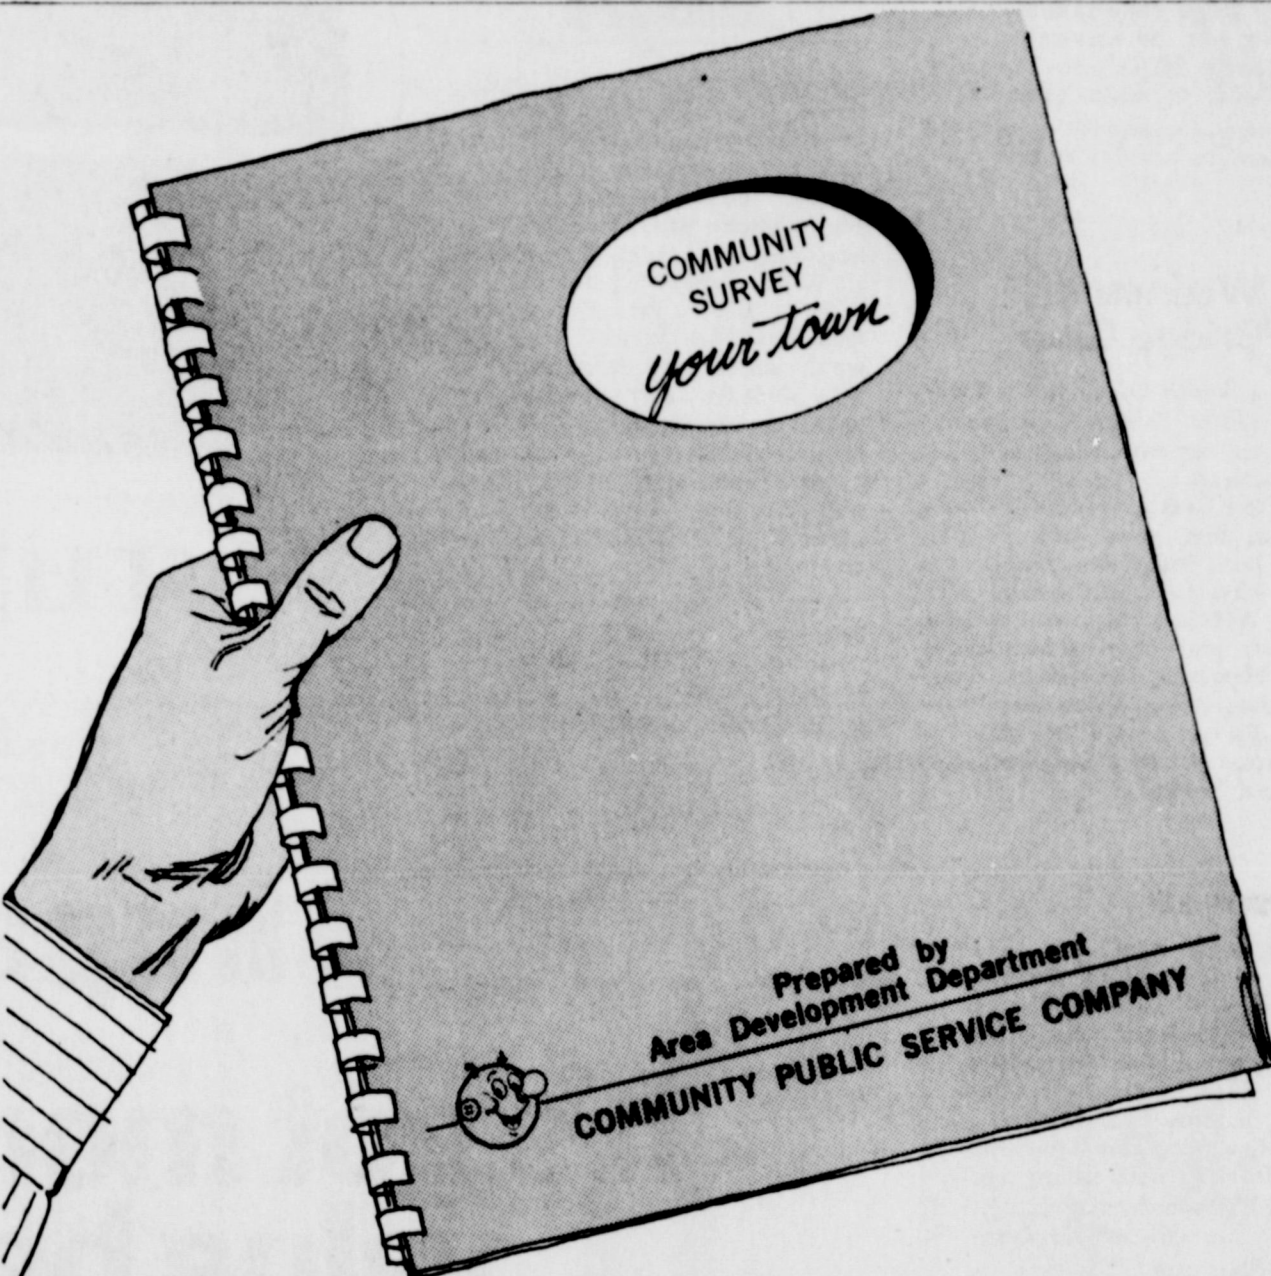 COMMUNITY
SURVEY
your town
Prepared by
Area Development Department
COMMUNITY PUBLIC SERVICE COMPANY